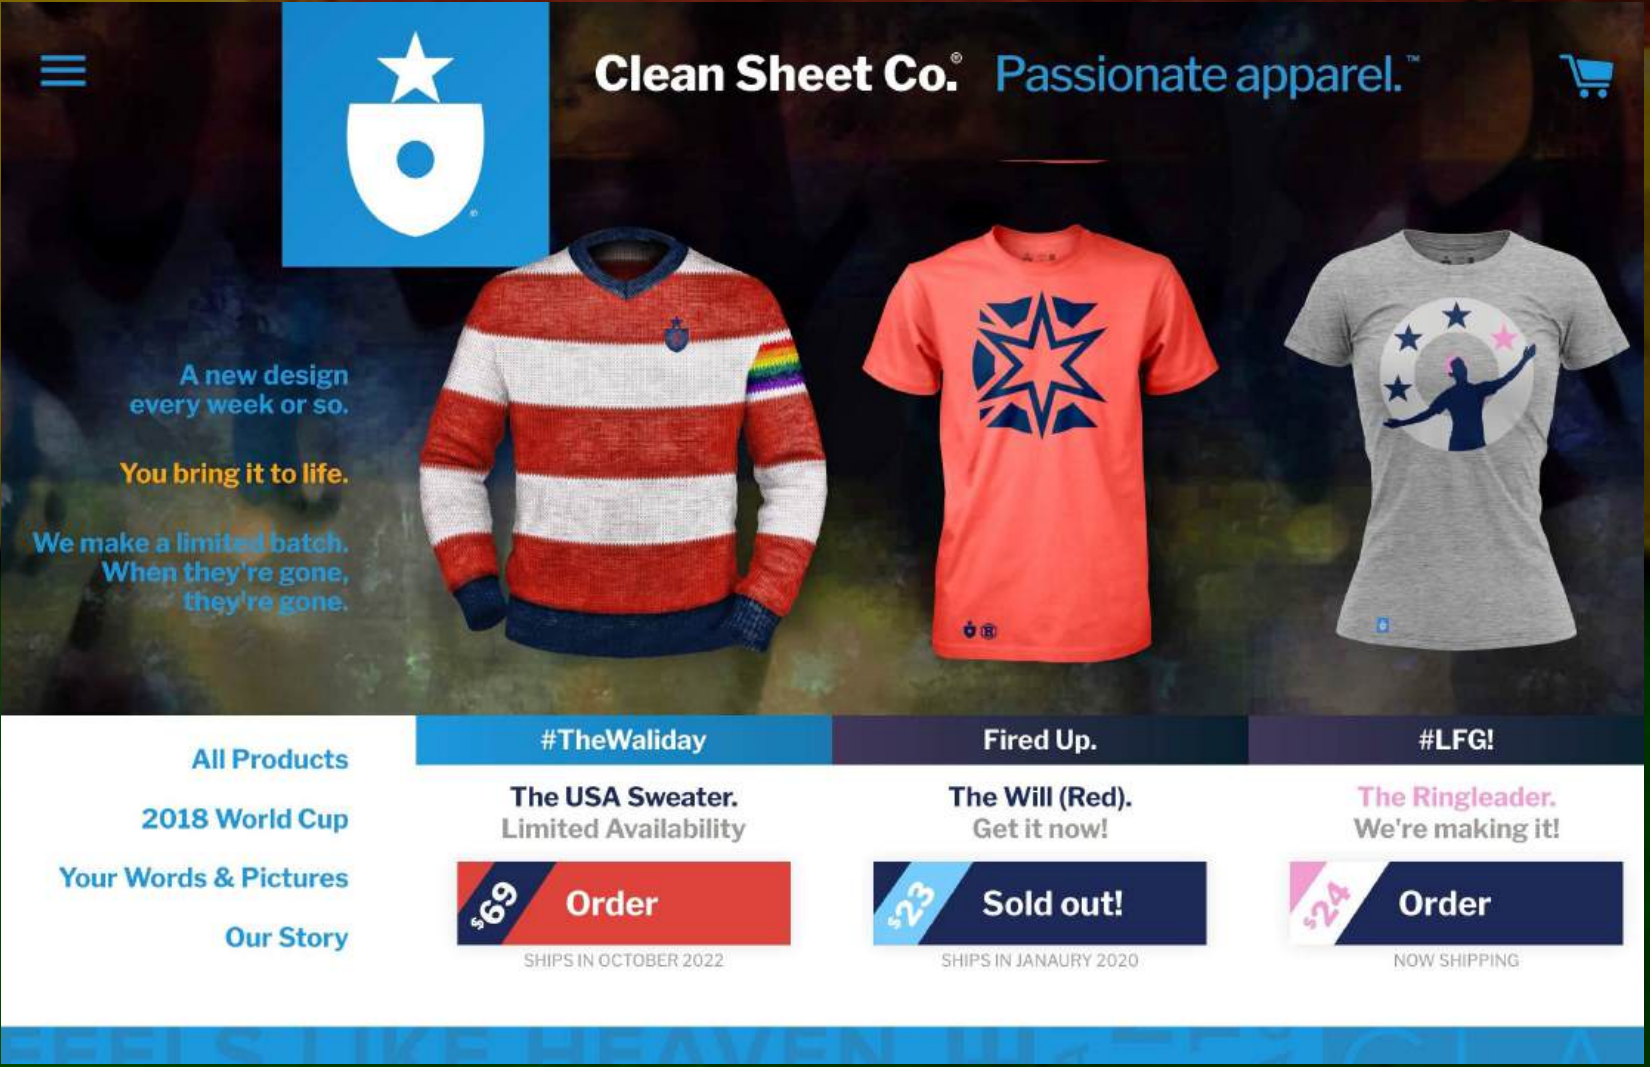 Clean Sheet Co.® Passionate apparel.™
A new design
every week or so.
You bring it to life.
We make a limited batch.
When they're gone,
they're gone.
All Products
2018 World Cup
Your Words & Pictures
Our Story
#TheWaliday
The USA Sweater.
Limited Availability
$69 Order
SHIPS IN OCTOBER 2022
Fired Up.
The Will (Red).
Get it now!
$23 Sold out!
SHIPS IN JANAURY 2020
#LFG!
The Ringleader.
We're making it!
$24 Order
NOW SHIPPING
FEELS LIKE HEAVEN